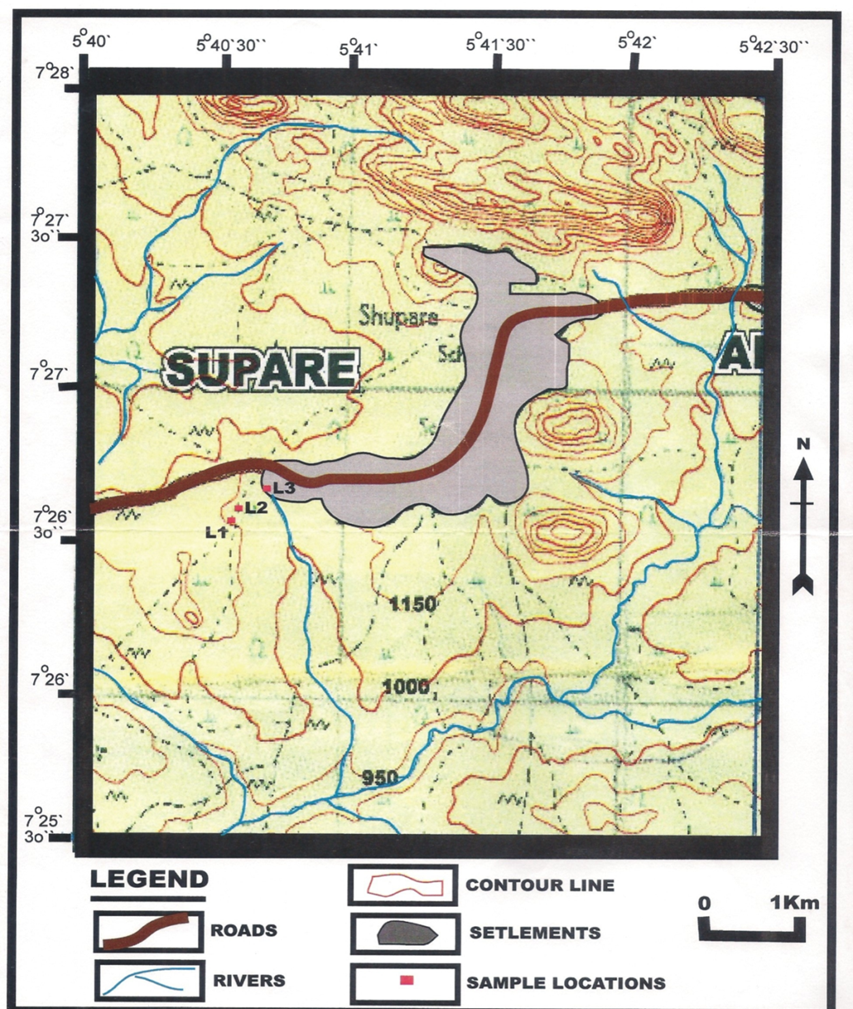 5°40` 5°40`30`` 5°41` 5°41`30`` 5°42` 5°42`30``
7°28`
7°27`
30``
Shupare
Sch
SUPARE
7°27`
N
L3
L2
L1
7°26`
30``
1150
7°26`
1000
950
7°25`
30``
LEGEND
CONTOUR LINE
0 1Km
ROADS
SETLEMENTS
RIVERS
SAMPLE LOCATIONS